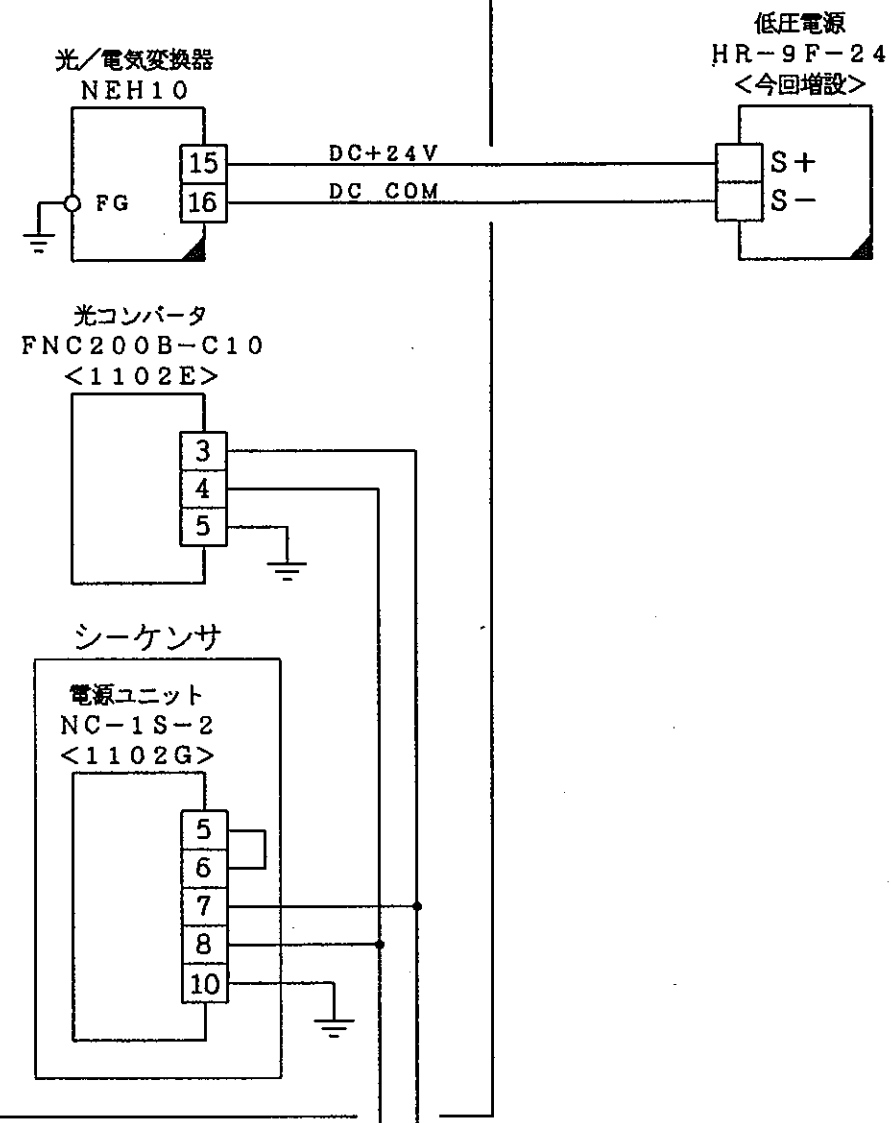 光／電気変換器
NEH10
15
16
FG
DC+24V
DC COM
低圧電源
HR-9F-24
<今回増設>
S+
S-
光コンバータ
FNC200B-C10
<1102E>
3
4
5
シーケンサ
電源ユニット
NC-1S-2
<1102G>
5
6
7
8
10